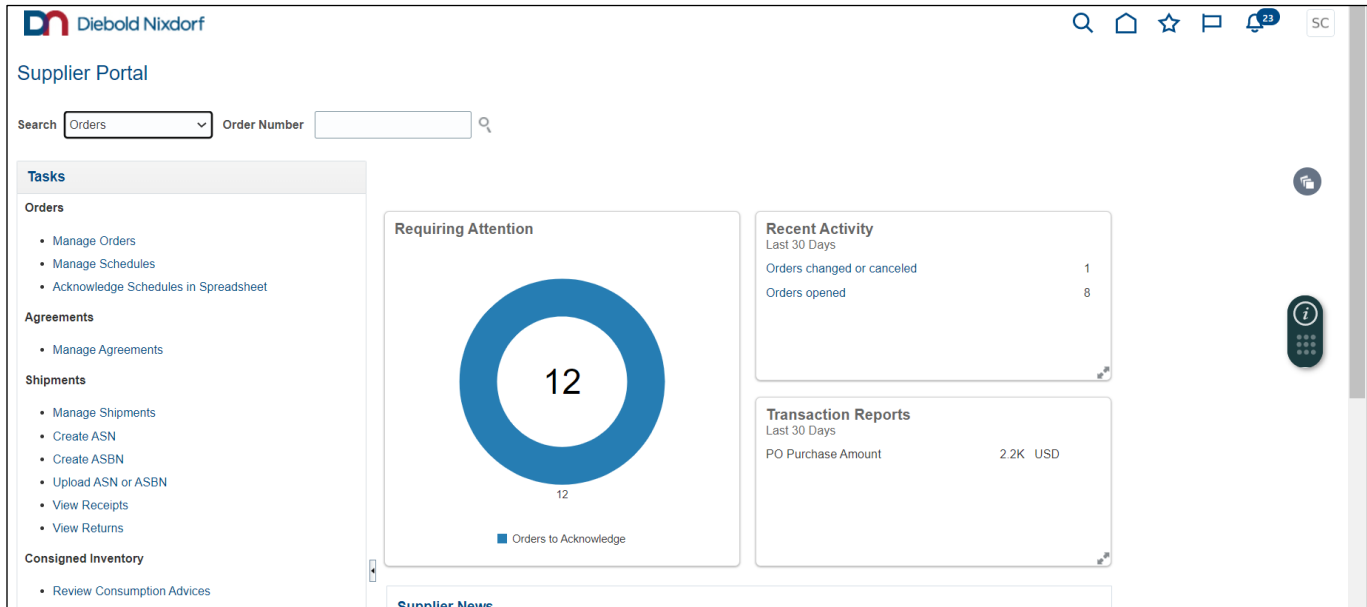 DN Diebold Nixdorf
23
SC
Supplier Portal
Search Orders Order Number
Tasks
Orders
Manage Orders
Manage Schedules
Acknowledge Schedules in Spreadsheet
Agreements
Manage Agreements
Shipments
Manage Shipments
Create ASN
Create ASBN
Upload ASN or ASBN
View Receipts
View Returns
Consigned Inventory
Review Consumption Advices
Requiring Attention
12
12
Orders to Acknowledge
Recent Activity
Last 30 Days
Orders changed or canceled 1
Orders opened 8
Transaction Reports
Last 30 Days
PO Purchase Amount 2.2K USD
Supplier News
i